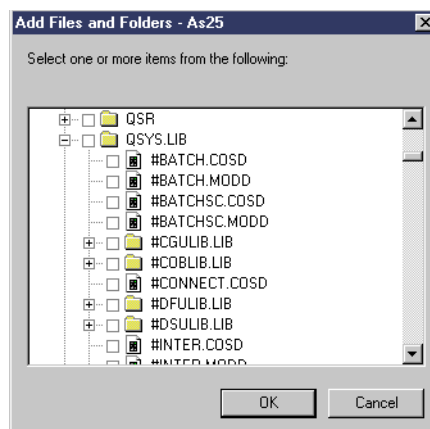 Add Files and Folders - As25
Select one or more items from the following:
QSR
QSYS.LIB
#BATCH.COSD
#BATCH.MODD
#BATCHSC.COSD
#BATCHSC.MODD
#CGULIB.LIB
#COBLIB.LIB
#CONNECT.COSD
#DFULIB.LIB
#DSULIB.LIB
#INTER.COSD
#INTER.MODD
OK Cancel